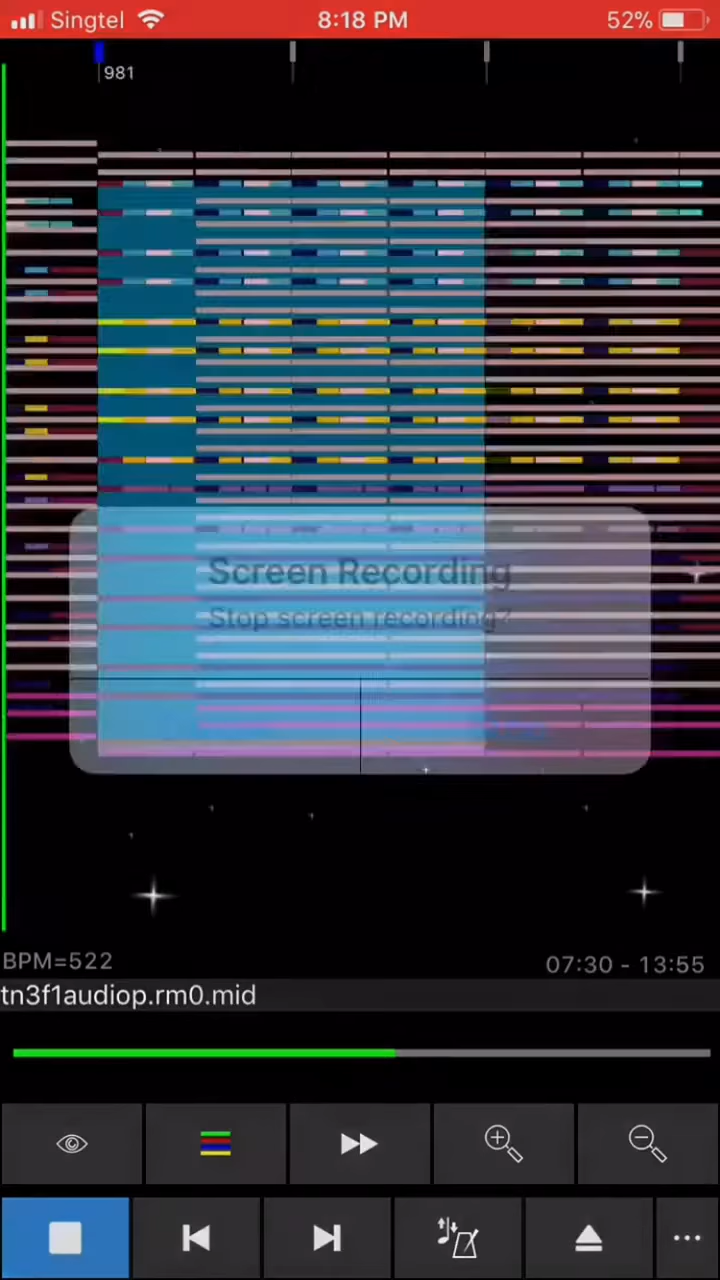 Singtel 8:18 PM 52%
981
Screen Recording
Stop screen recording?
BPM=522 07:30 - 13:55
tn3f1audiop.rm0.mid